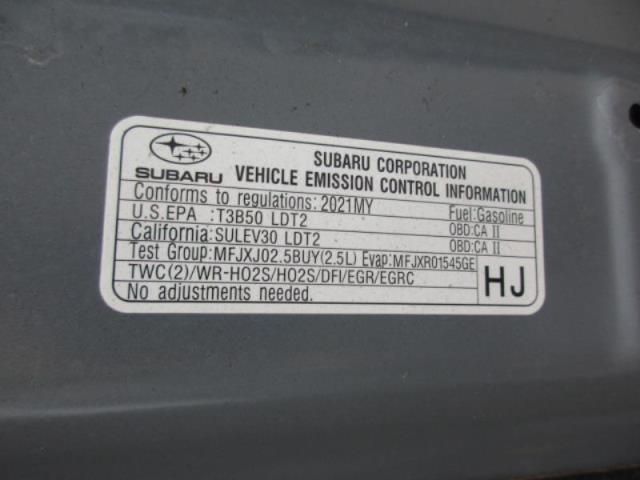 SUBARU CORPORATION
SUBARU VEHICLE EMISSION CONTROL INFORMATION
Conforms to regulations: 2021MY Fuel:Gasoline
U.S.EPA :T3B50 LDT2 OBD:CA II
California:SULEV30 LDT2 OBD:CA II
Test Group:MFJXJ02.5BUY(2.5L) Evap:MFJXR01545GE
TWC(2)/WR-HO2S/HO2S/DFI/EGR/EGRC
No adjustments needed.
HJ